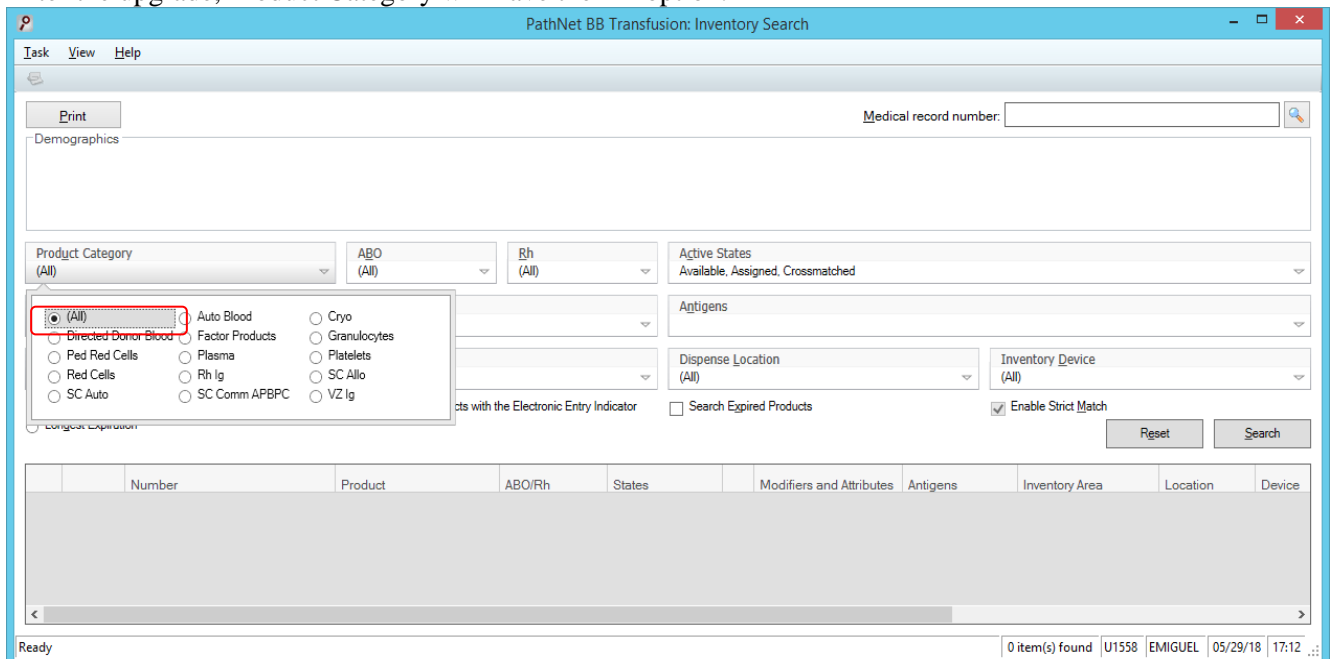 PathNet BB Transfusion: Inventory Search
Task View Help
Print Medical record number:
Demographics
Product Category ABO Rh Active States
(All) (All) (All) Available, Assigned, Crossmatched
Antigens
(All) Auto Blood Cryo
Directed Donor Blood Factor Products Granulocytes
Ped Red Cells Plasma Platelets
Red Cells Rh Ig SC Allo
SC Auto SC Comm APBPC VZ Ig
Dispense Location Inventory Device
(All) (All)
cts with the Electronic Entry Indicator Search Expired Products Enable Strict Match
Longest Expiration
Reset Search
Number Product ABO/Rh States Modifiers and Attributes Antigens Inventory Area Location Device
Ready 0 item(s) found U1558 EMIGUEL 05/29/18 17:12